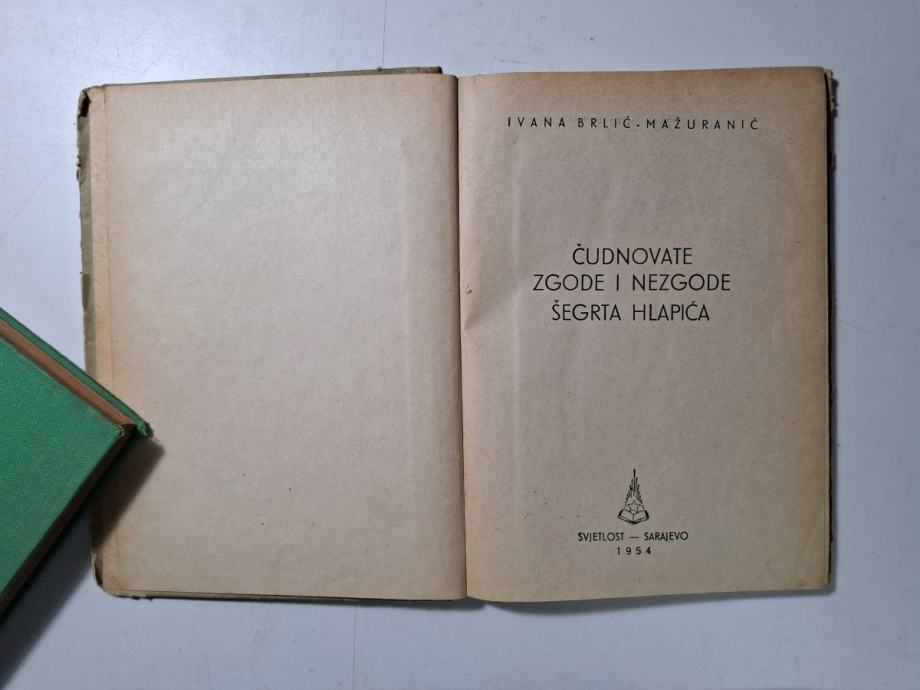 IVANA BRLIĆ-MAŽURANIĆ
ČUDNOVATE
ZGODE I NEZGODE
ŠEGRTA HLAPIĆA
SVJETLOST — SARAJEVO
1954